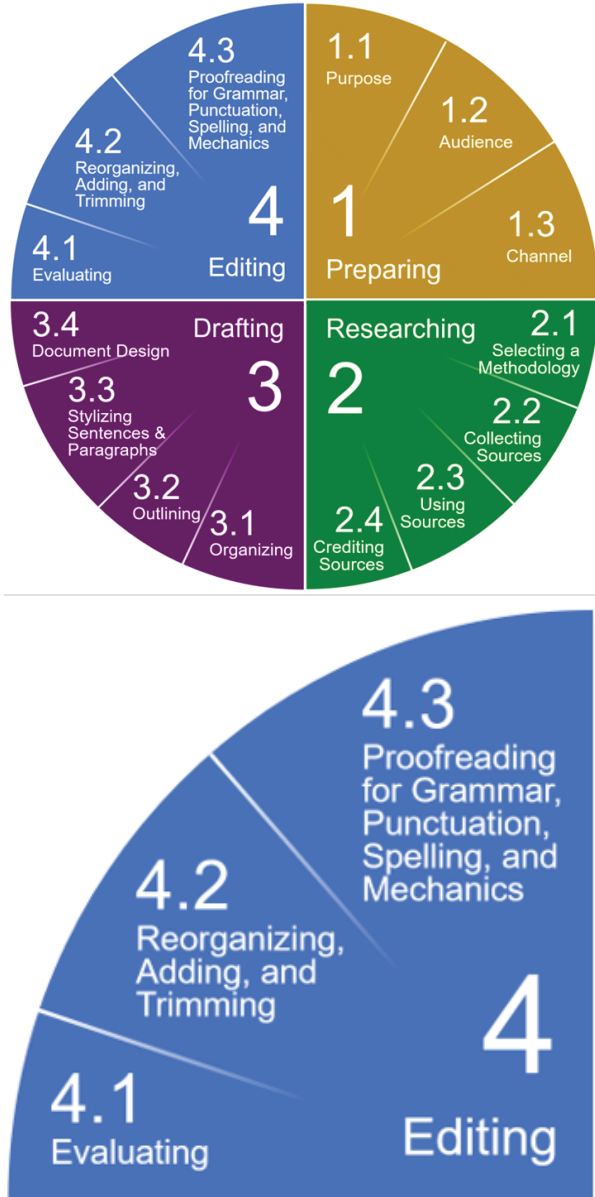 4.3
Proofreading
for Grammar,
Punctuation,
Spelling, and
Mechanics
4.2
Reorganizing,
Adding, and
Trimming
4.1
Evaluating
4
Editing
1.1
Purpose
1.2
Audience
1.3
Channel
1
Preparing
3.4
Document Design
3.3
Stylizing
Sentences &
Paragraphs
3.2
Outlining
3.1
Organizing
Drafting
3
Researching
2
2.1
Selecting a
Methodology
2.2
Collecting
Sources
2.3
Using
Sources
2.4
Crediting
Sources
4.3
Proofreading
for Grammar,
Punctuation,
Spelling, and
Mechanics
4.2
Reorganizing,
Adding, and
Trimming
4.1
Evaluating
4
Editing